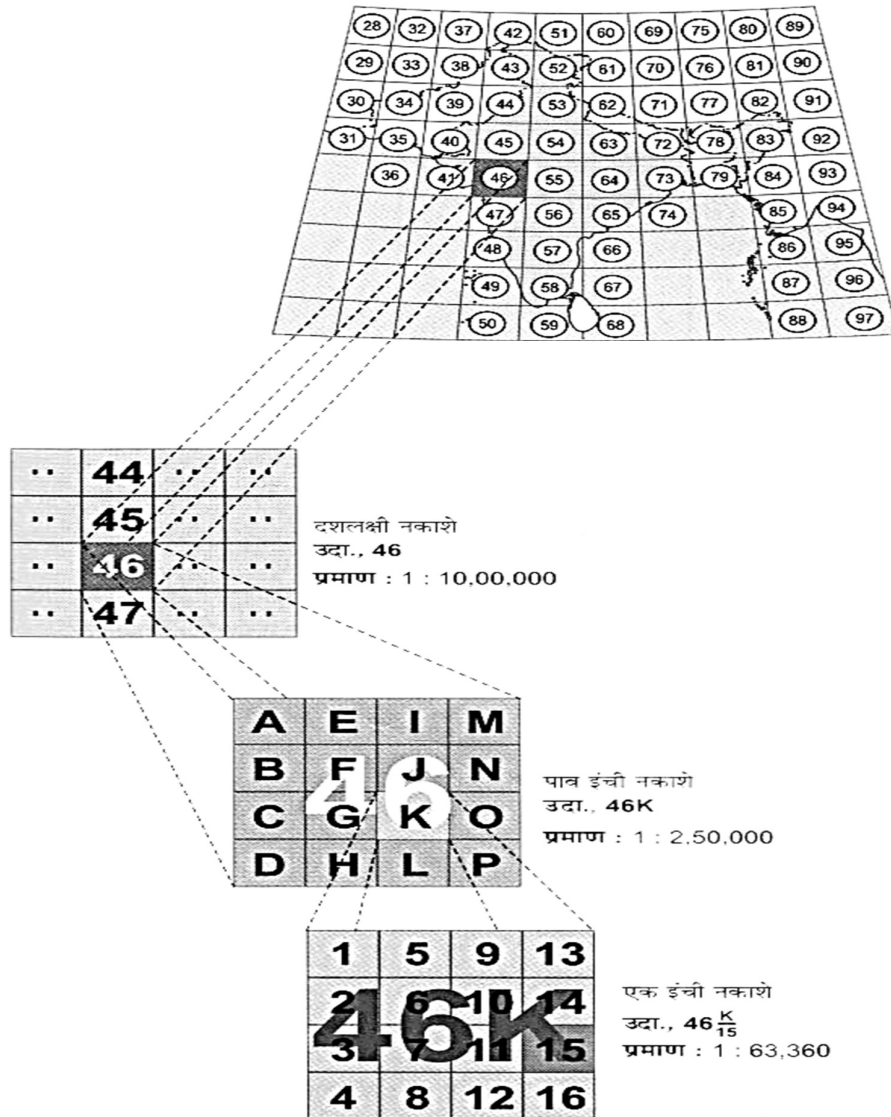 28 32 37 42 51 60 69 75 80 89
29 33 38 43 52 61 70 76 81 90
30 34 39 44 53 62 71 77 82 91
31 35 40 45 54 63 72 78 83 92
36 41 46 55 64 73 79 84 93
47 56 65 74 85 94
48 57 66 86 95
49 58 67 87 96
50 59 68 88 97
.. 44 .. ..
.. 45 .. ..
.. 46 .. ..
.. 47 .. ..
दशलक्षी नकाशे
उदा., 46
प्रमाण : 1 : 10,00,000
A E I M
B F J N
C G K O
D H L P
46
पाव इंची नकाशे
उदा., 46K
प्रमाण : 1 : 2,50,000
1 5 9 13
2 6 10 14
3 7 11 15
4 8 12 16
46K
एक इंची नकाशे
उदा., 46 K/15
प्रमाण : 1 : 63,360